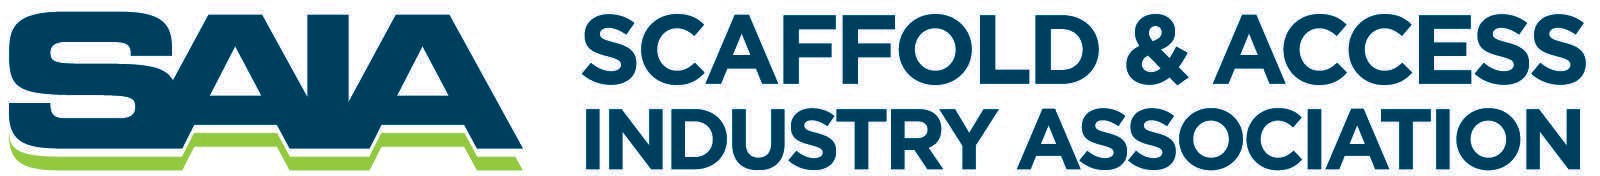 SAIA
SCAFFOLD & ACCESS
INDUSTRY ASSOCIATION